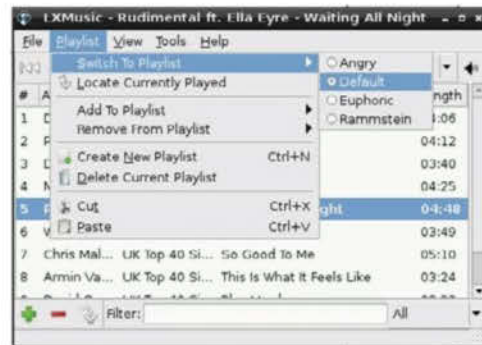 LXMusic - Rudimental ft. Ella Eyre - Waiting All Night
File Playlist View Tools Help
Switch To Playlist
Angry
Locate Currently Played
Default
Euphoric
Rammstein
Add To Playlist
Remove From Playlist
Create New Playlist Ctrl+N
Delete Current Playlist
Cut Ctrl+X
Paste Ctrl+V
# A ngth
1 :06
2 04:12
3 03:40
4 04:25
5 ght 04:48
6 03:49
7 Chris Mal... UK Top 40 Si... So Good To Me 05:10
8 Armin Va... UK Top 40 Si... This Is What It Feels Like 03:24
Filter: All